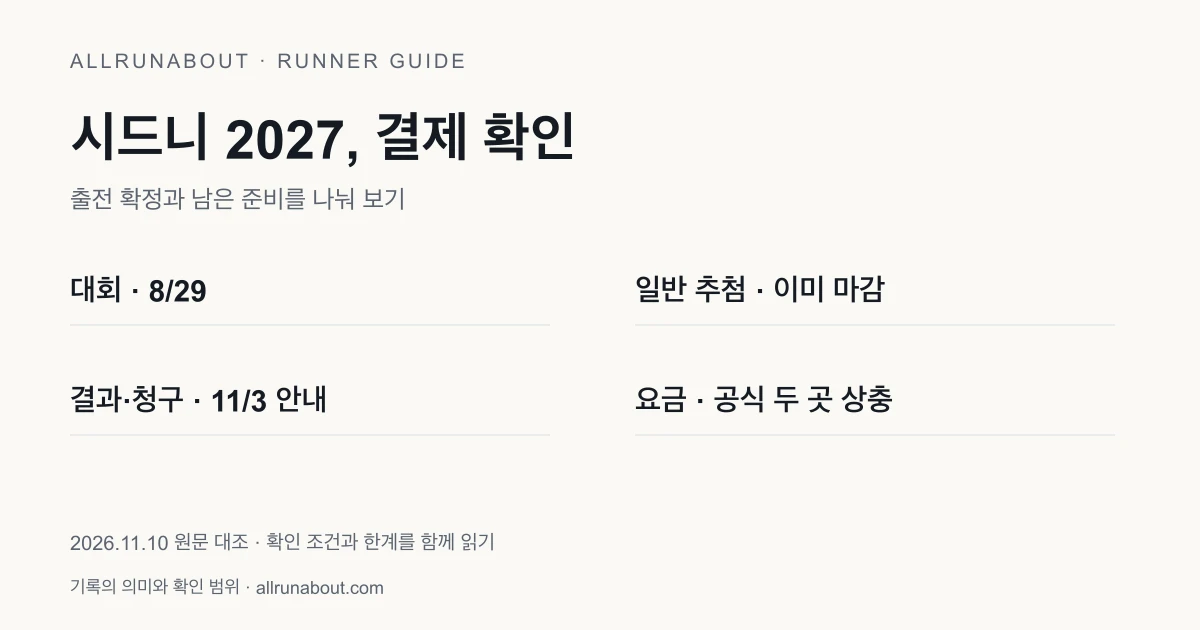 ALLRUNABOUT · RUNNER GUIDE
시드니 2027, 결제 확인
출전 확정과 남은 준비를 나눠 보기
대회 · 8/29
일반 추첨 · 이미 마감
결과·청구 · 11/3 안내
요금 · 공식 두 곳 상충
2026.11.10 원문 대조 · 확인 조건과 한계를 함께 읽기
기록의 의미와 확인 범위 · allrunabout.com